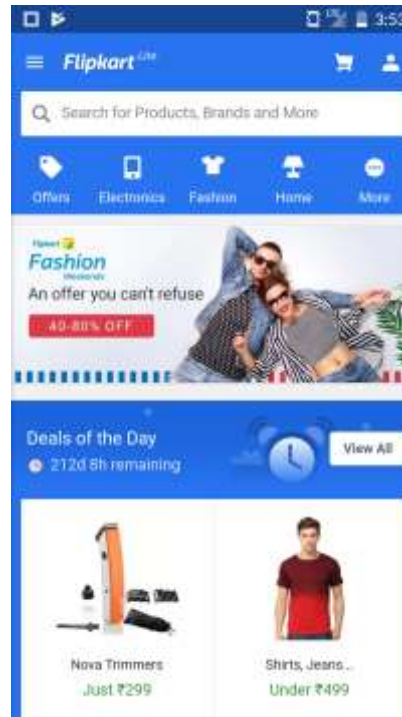 3:53
Flipkart Lite
Search for Products, Brands and More
Offers
Electronics
Fashion
Home
More
Flipkart
Fashion
Weekends
An offer you can't refuse
40-80% OFF
Deals of the Day
212d 8h remaining
View All
Nova Trimmers
Shirts, Jeans ..
Just ₹299
Under ₹499